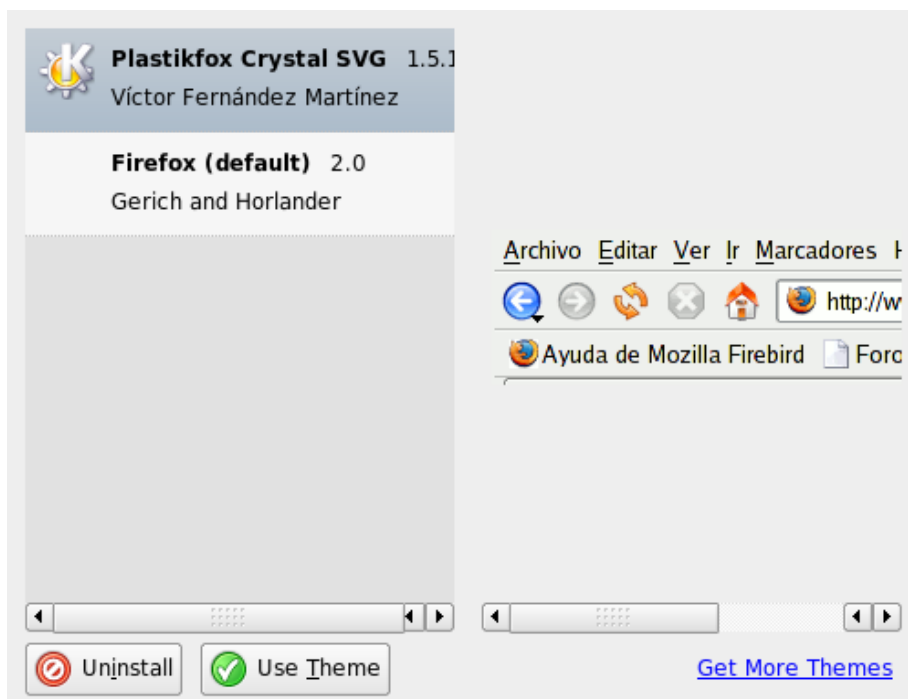 Plastikfox Crystal SVG 1.5.1
Víctor Fernández Martínez
Firefox (default) 2.0
Gerich and Horlander
Archivo Editar Ver Ir Marcadores
http://w
Ayuda de Mozilla Firebird Foro
Uninstall
Use Theme
Get More Themes